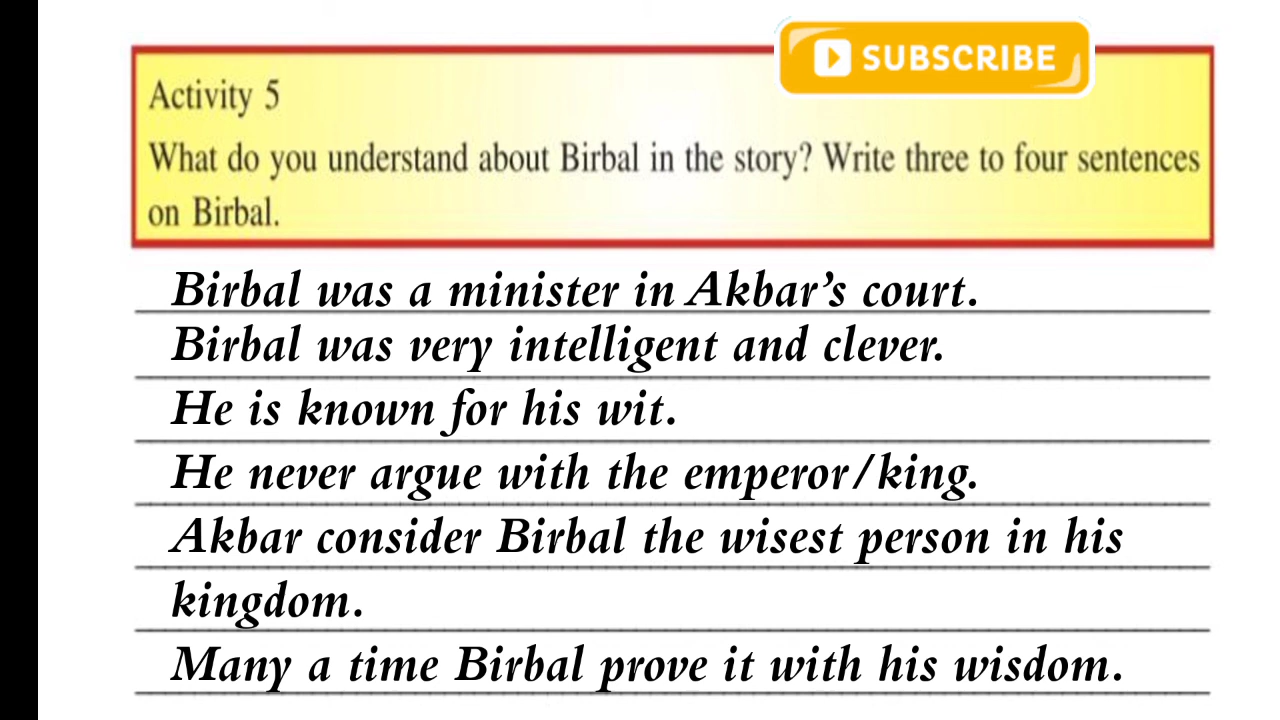 SUBSCRIBE
Activity 5
What do you understand about Birbal in the story? Write three to four sentences
on Birbal.
Birbal was a minister in Akbar’s court.
Birbal was very intelligent and clever.
He is known for his wit.
He never argue with the emperor/king.
Akbar consider Birbal the wisest person in his
kingdom.
Many a time Birbal prove it with his wisdom.